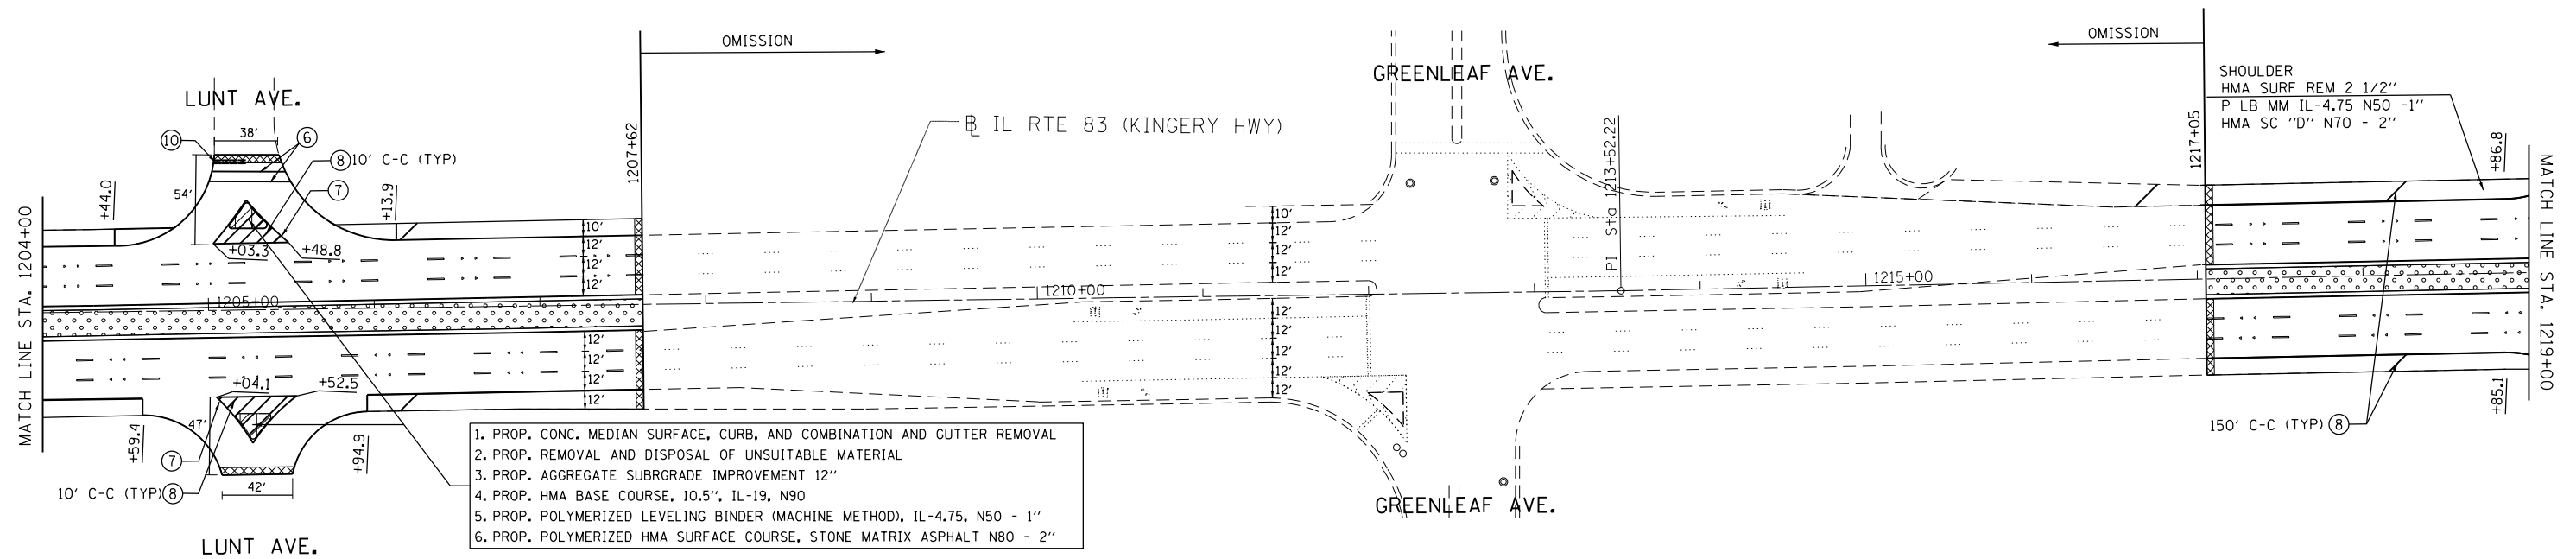 OMISSION
OMISSION
GREENLEAF AVE.
SHOULDER
HMA SURF REM 2 1/2"
P LB MM IL-4.75 N50 -1"
HMA SC "D" N70 - 2"
LUNT AVE.
38'
6
10
8 10' C-C (TYP)
7
54'
+44.0
+13.9
+03.3
+48.8
1207+62
℄ IL RTE 83 (KINGERY HWY)
PI Sta 1213+52.22
1217+05
+86.8
MATCH LINE STA. 1204+00
MATCH LINE STA. 1219+00
10'
12'
12'
12'
10'
12'
12'
12'
1205+00
1210+00
1215+00
12'
12'
12'
12'
12'
12'
12'
12'
+04.1
+52.5
47'
+59.4
+94.9
7
10' C-C (TYP) 8
42'
150' C-C (TYP) 8
+85.1
1. PROP. CONC. MEDIAN SURFACE, CURB, AND COMBINATION AND GUTTER REMOVAL
2. PROP. REMOVAL AND DISPOSAL OF UNSUITABLE MATERIAL
3. PROP. AGGREGATE SUBRGRADE IMPROVEMENT 12"
4. PROP. HMA BASE COURSE, 10.5", IL-19, N90
5. PROP. POLYMERIZED LEVELING BINDER (MACHINE METHOD), IL-4.75, N50 - 1"
6. PROP. POLYMERIZED HMA SURFACE COURSE, STONE MATRIX ASPHALT N80 - 2"
GREENLEAF AVE.
LUNT AVE.